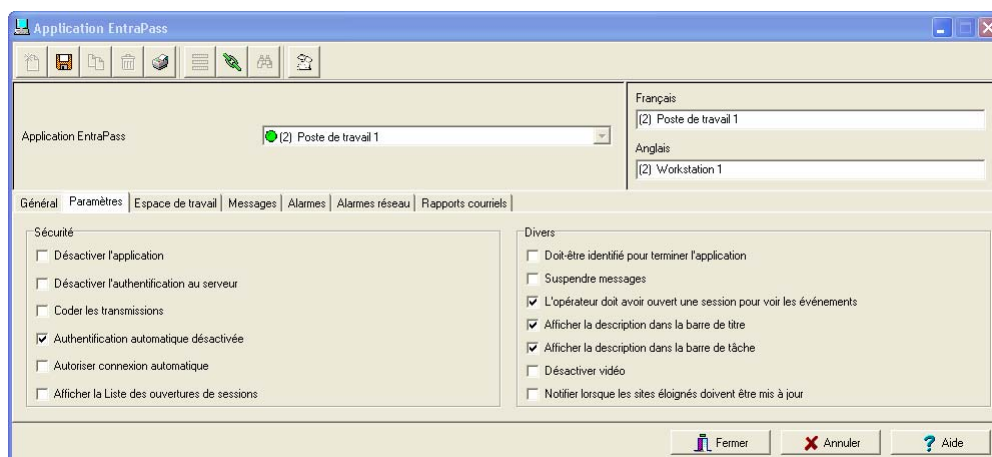 Application EntraPass
Français
(2) Poste de travail 1
Application EntraPass
(2) Poste de travail 1
Anglais
(2) Workstation 1
Général
Paramètres
Espace de travail
Messages
Alarmes
Alarmes réseau
Rapports courriels
Sécurité
Désactiver l'application
Désactiver l'authentification au serveur
Coder les transmissions
Authentification automatique désactivée
Autoriser connexion automatique
Afficher la Liste des ouvertures de sessions
Divers
Doit-être identifié pour terminer l'application
Suspendre messages
L'opérateur doit avoir ouvert une session pour voir les événements
Afficher la description dans la barre de titre
Afficher la description dans la barre de tâche
Désactiver vidéo
Notifier lorsque les sites éloignés doivent être mis à jour
Fermer
Annuler
? Aide